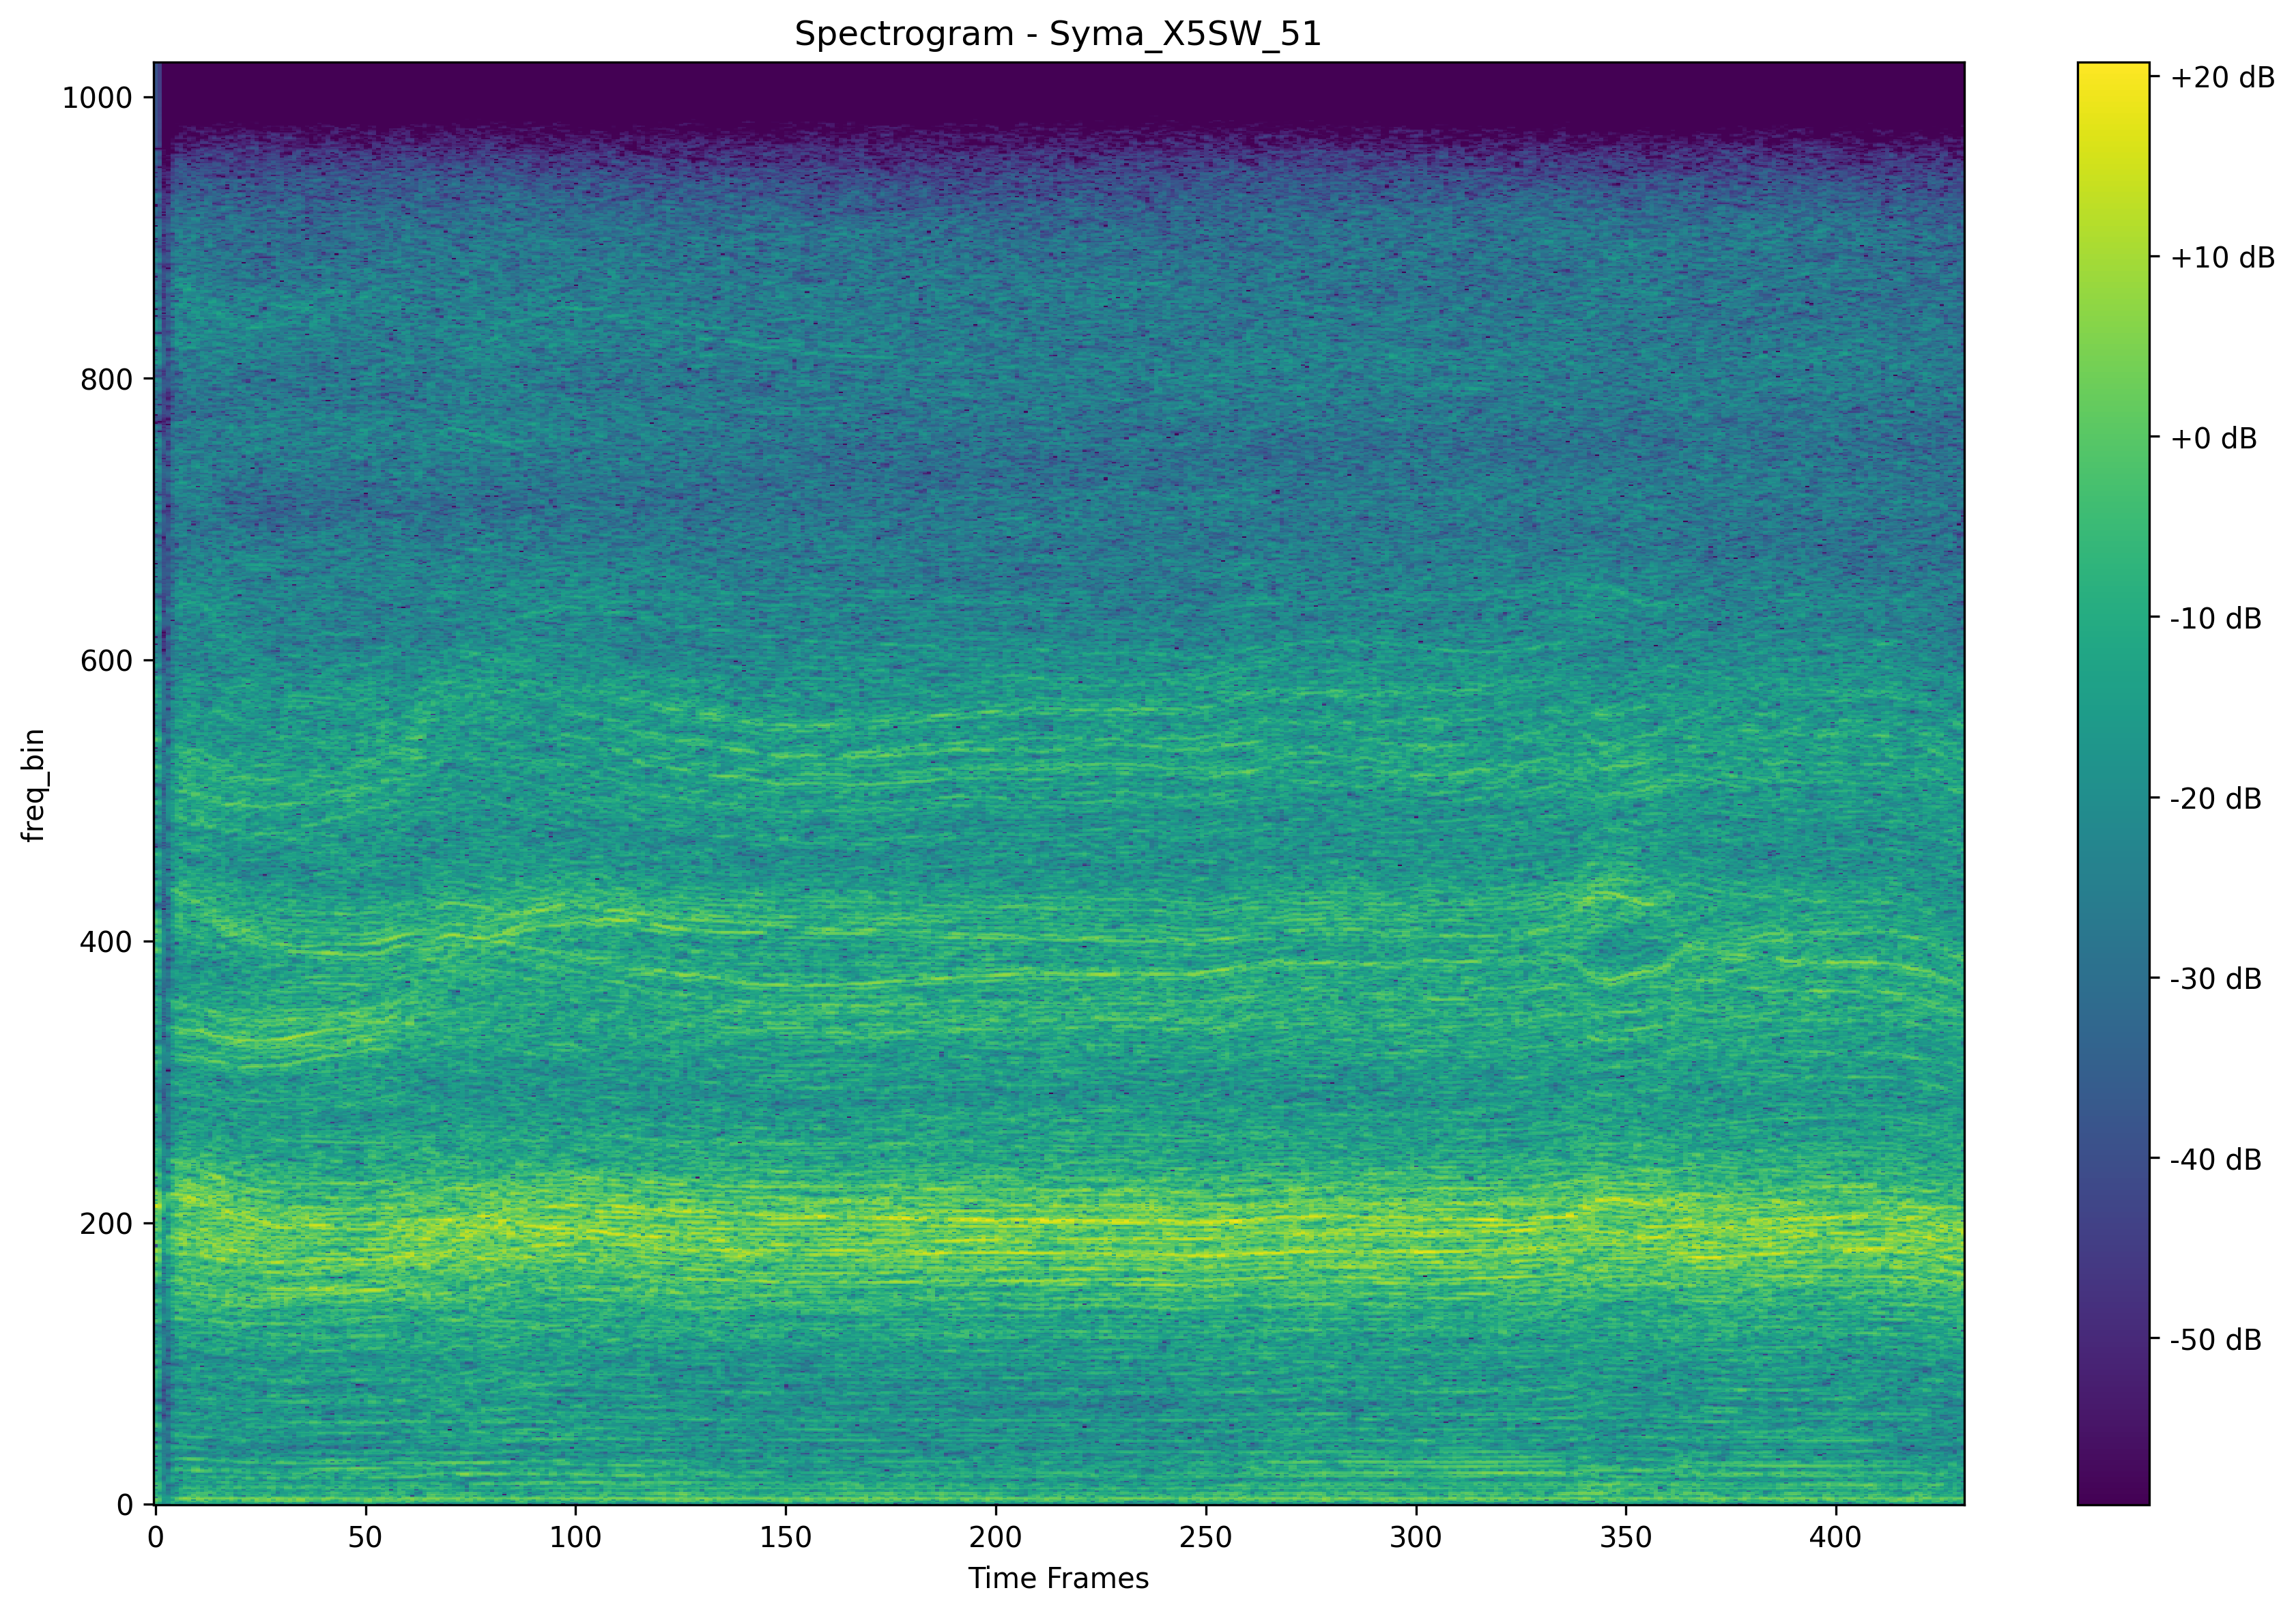 Spectrogram - Syma_X5SW_51
freq_bin
1000
800
600
400
200
0
0 50 100 150 200 250 300 350 400
Time Frames
+20 dB
+10 dB
+0 dB
-10 dB
-20 dB
-30 dB
-40 dB
-50 dB